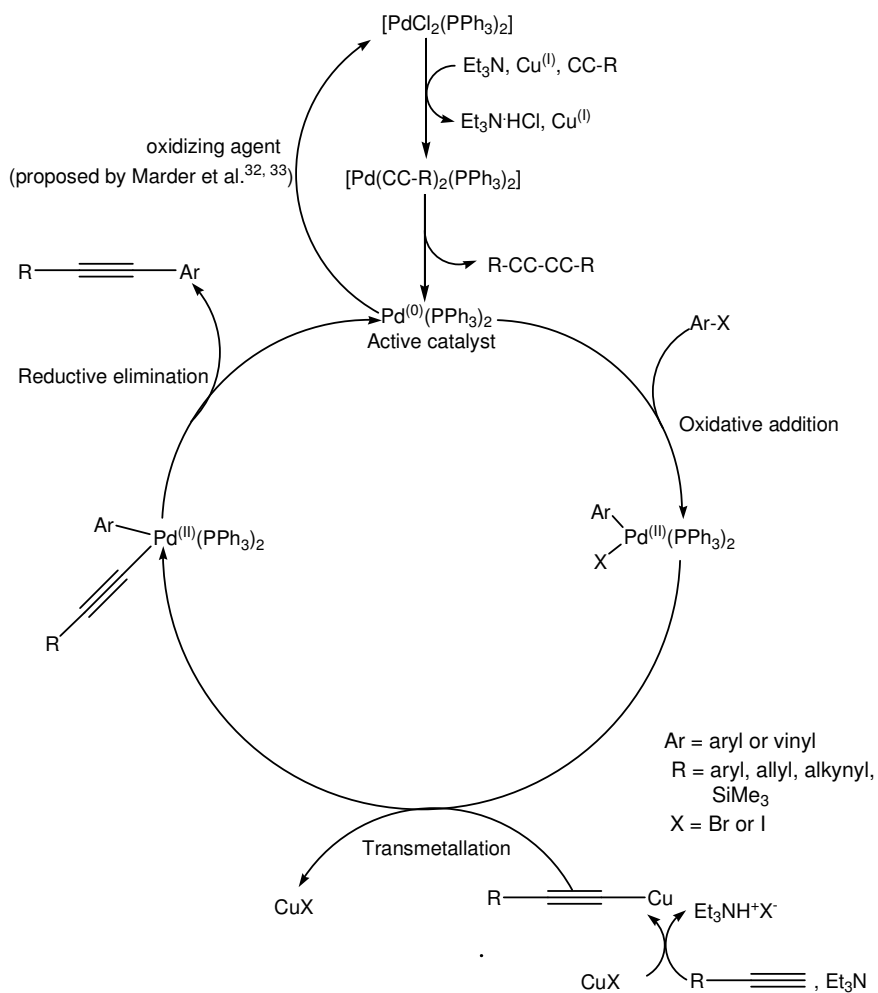 [PdCl₂(PPh₃)₂]
Et₃N, Cu⁽ᴵ⁾, CC-R
Et₃N·HCl, Cu⁽ᴵ⁾
oxidizing agent
(proposed by Marder et al.³²,³³)
[Pd(CC-R)₂(PPh₃)₂]
R-CC-CC-R
R
Ar
Pd⁽⁰⁾(PPh₃)₂
Active catalyst
Ar-X
Reductive elimination
Oxidative addition
Ar
Pd⁽ᴵᴵ⁾(PPh₃)₂
R
Ar
Pd⁽ᴵᴵ⁾(PPh₃)₂
X
Ar = aryl or vinyl
R = aryl, allyl, alkynyl,
SiMe₃
X = Br or I
Transmetallation
CuX
R
Cu
Et₃NH⁺X⁻
CuX
R
, Et₃N